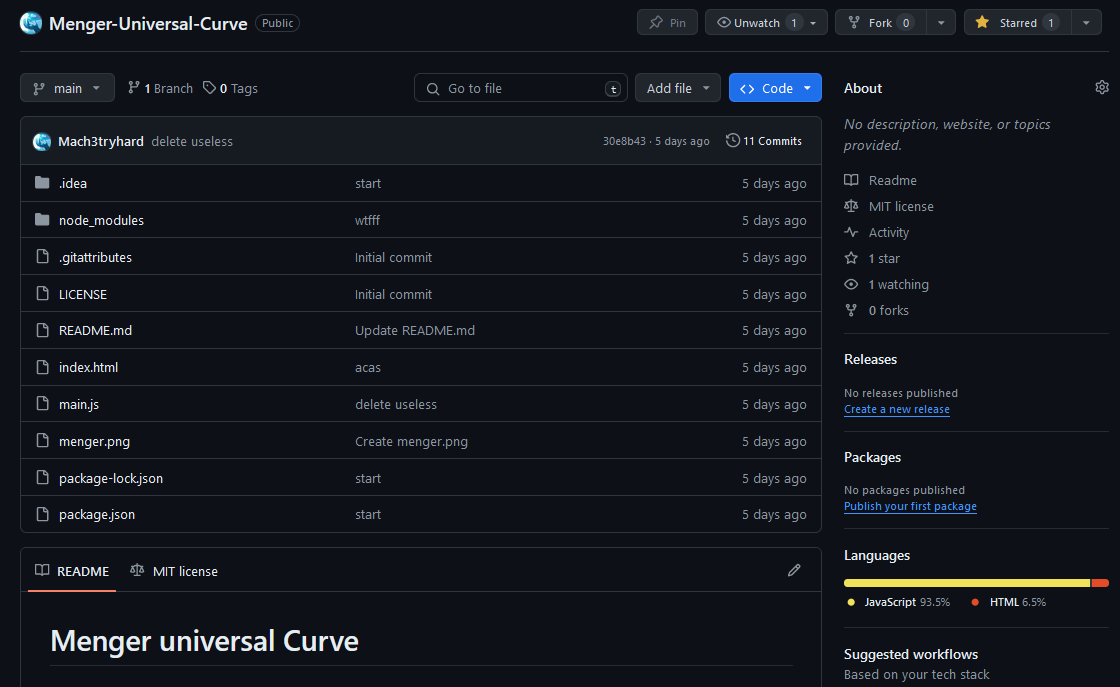 Menger-Universal-Curve Public Pin Unwatch 1 Fork 0 Starred 1
main 1 Branch 0 Tags Go to file t Add file Code
Mach3tryhard delete useless 30e8b43 · 5 days ago 11 Commits
.idea start 5 days ago
node_modules wtfff 5 days ago
.gitattributes Initial commit 5 days ago
LICENSE Initial commit 5 days ago
README.md Update README.md 5 days ago
index.html acas 5 days ago
main.js delete useless 5 days ago
menger.png Create menger.png 5 days ago
package-lock.json start 5 days ago
package.json start 5 days ago
README MIT license
Menger universal Curve
About
No description, website, or topics
provided.
Readme
MIT license
Activity
1 star
1 watching
0 forks
Releases
No releases published
Create a new release
Packages
No packages published
Publish your first package
Languages
JavaScript 93.5% HTML 6.5%
Suggested workflows
Based on your tech stack